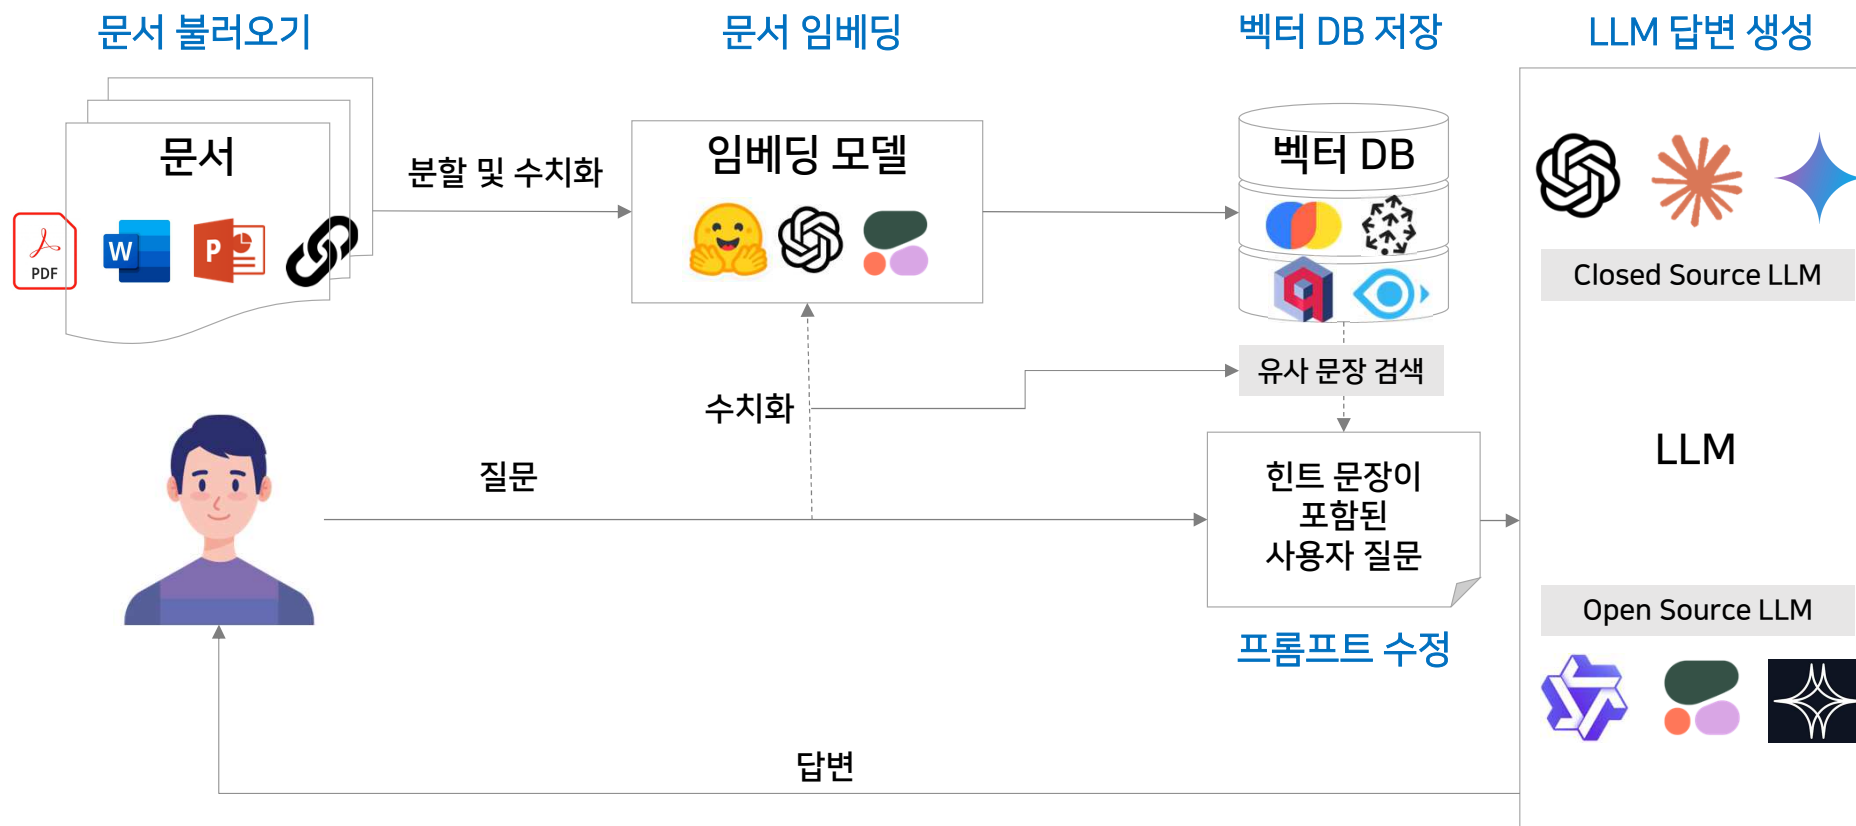 문서 불러오기
문서 임베딩
벡터 DB 저장
LLM 답변 생성
문서
PDF
W
P
분할 및 수치화
임베딩 모델
벡터 DB
Closed Source LLM
유사 문장 검색
수치화
질문
힌트 문장이
포함된
사용자 질문
LLM
Open Source LLM
프롬프트 수정
답변